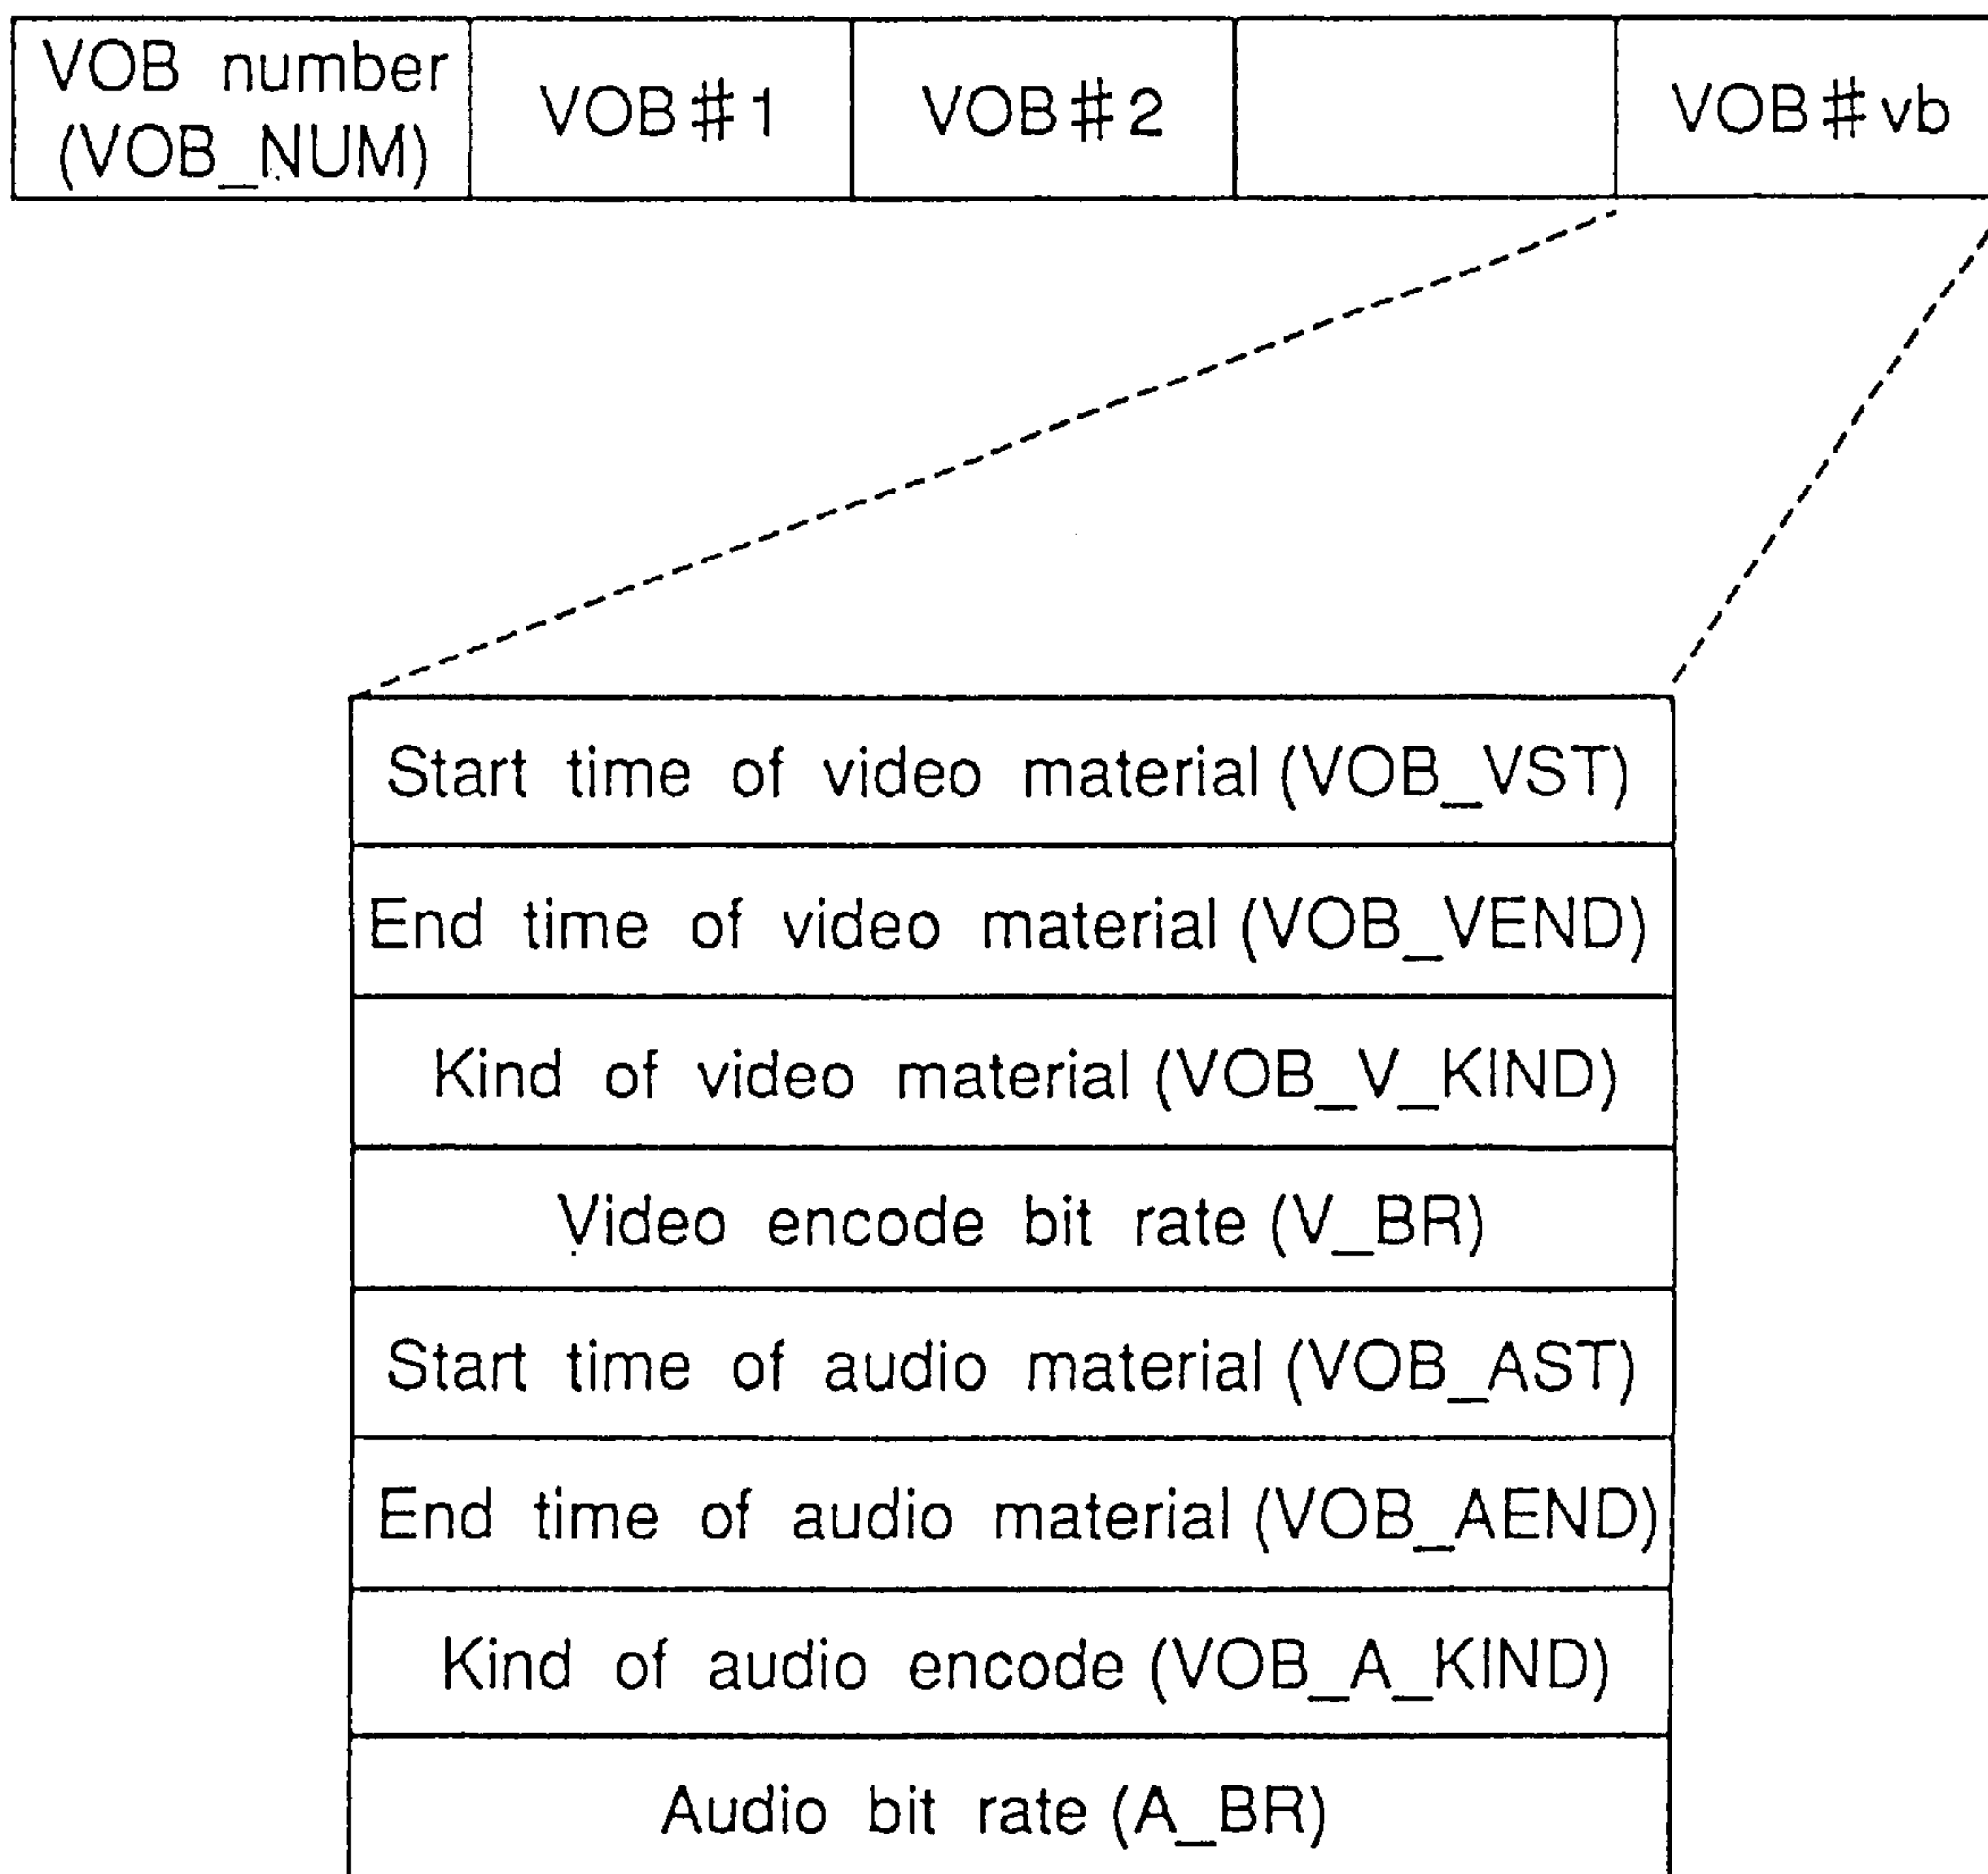 VOB number
(VOB_NUM)
VOB#1
VOB#2
VOB#vb
Start time of video material (VOB_VST)
End time of video material (VOB_VEND)
Kind of video material (VOB_V_KIND)
Video encode bit rate (V_BR)
Start time of audio material (VOB_AST)
End time of audio material (VOB_AEND)
Kind of audio encode (VOB_A_KIND)
Audio bit rate (A_BR)